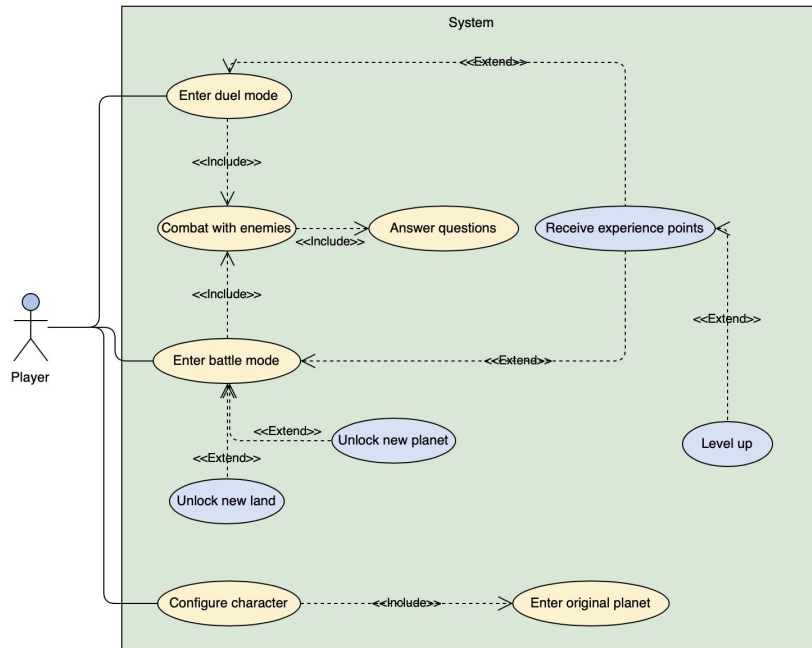 System
<<Extend>>
Enter duel mode
<<Include>>
Combat with enemies
<<Include>>
Answer questions
Receive experience points
<<Include>>
<<Extend>>
Player
Enter battle mode
<<Extend>>
<<Extend>>
Unlock new planet
Level up
<<Extend>>
Unlock new land
Configure character
<<Include>>
Enter original planet